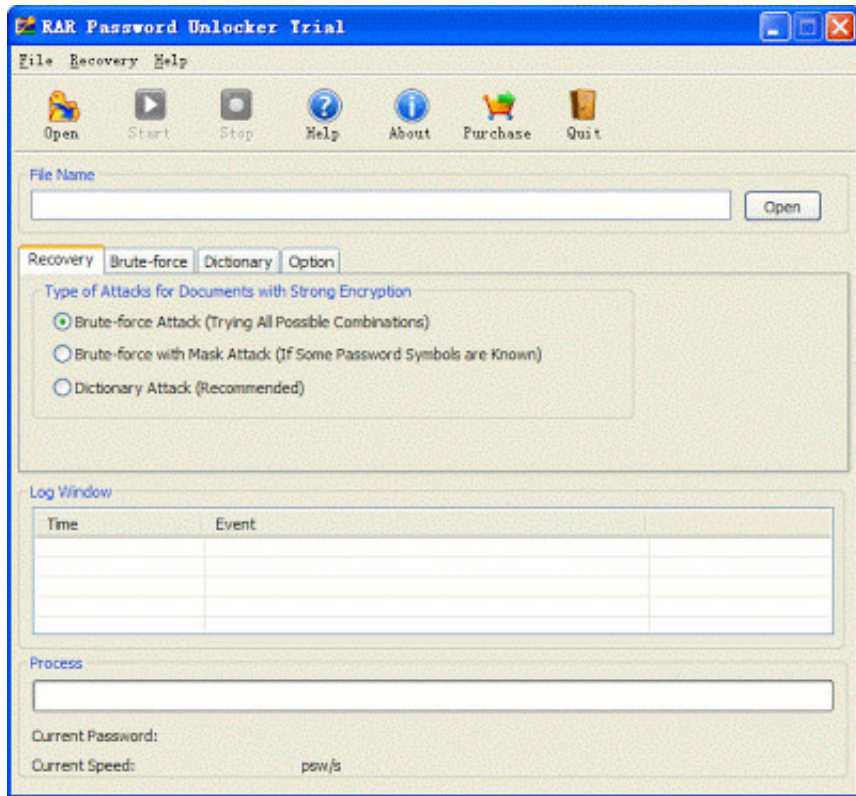 RAR Password Unlocker Trial
File Recovery Help
Open Start Stop Help About Purchase Quit
File Name
Open
Recovery Brute-force Dictionary Option
Type of Attacks for Documents with Strong Encryption
Brute-force Attack (Trying All Possible Combinations)
Brute-force with Mask Attack (If Some Password Symbols are Known)
Dictionary Attack (Recommended)
Log Window
Time Event
Process
Current Password:
Current Speed: psw/s